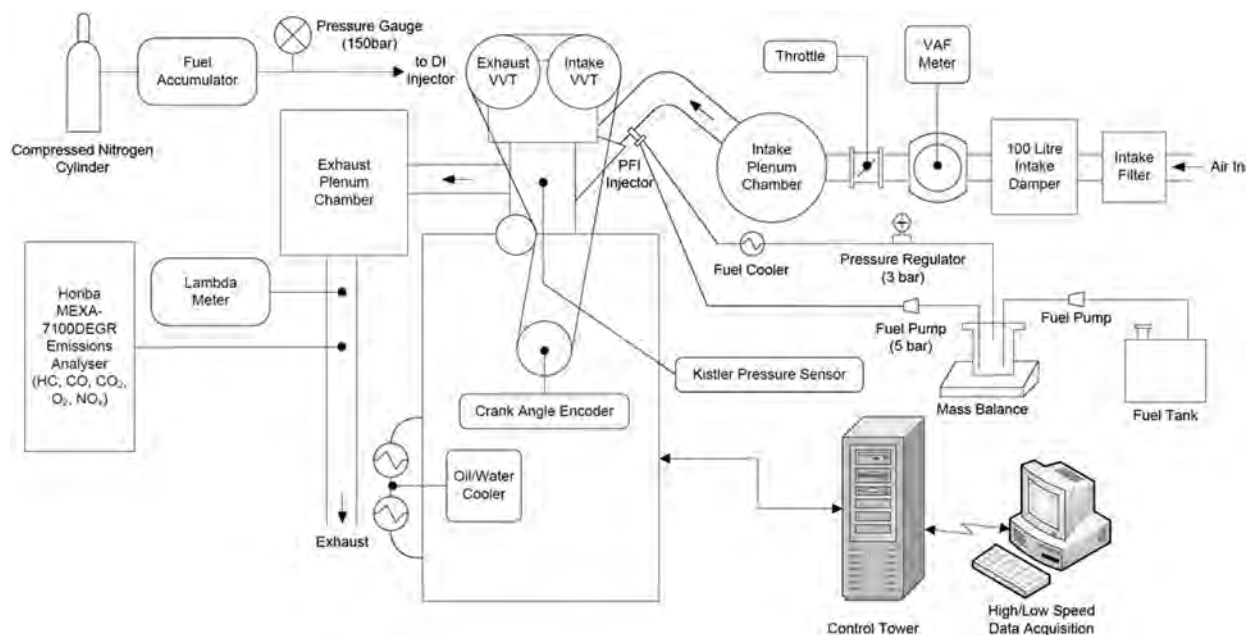 Pressure Gauge
(150bar)
Fuel
Accumulator
to DI
Injector
Compressed Nitrogen
Cylinder
Exhaust
VVT
Intake
VVT
Throttle
VAF
Meter
Exhaust
Plenum
Chamber
PFI
Injector
Intake
Plenum
Chamber
100 Litre
Intake
Damper
Intake
Filter
Air In
Fuel Cooler
Pressure Regulator
(3 bar)
Lambda
Meter
Horiba
MEXA-
7100DEGR
Emissions
Analyser
(HC, CO, CO₂,
O₂, NOₓ)
Fuel Pump
(5 bar)
Fuel Pump
Kistler Pressure Sensor
Mass Balance
Fuel Tank
Crank Angle Encoder
Oil/Water
Cooler
Exhaust
Control Tower
High/Low Speed
Data Acquisition